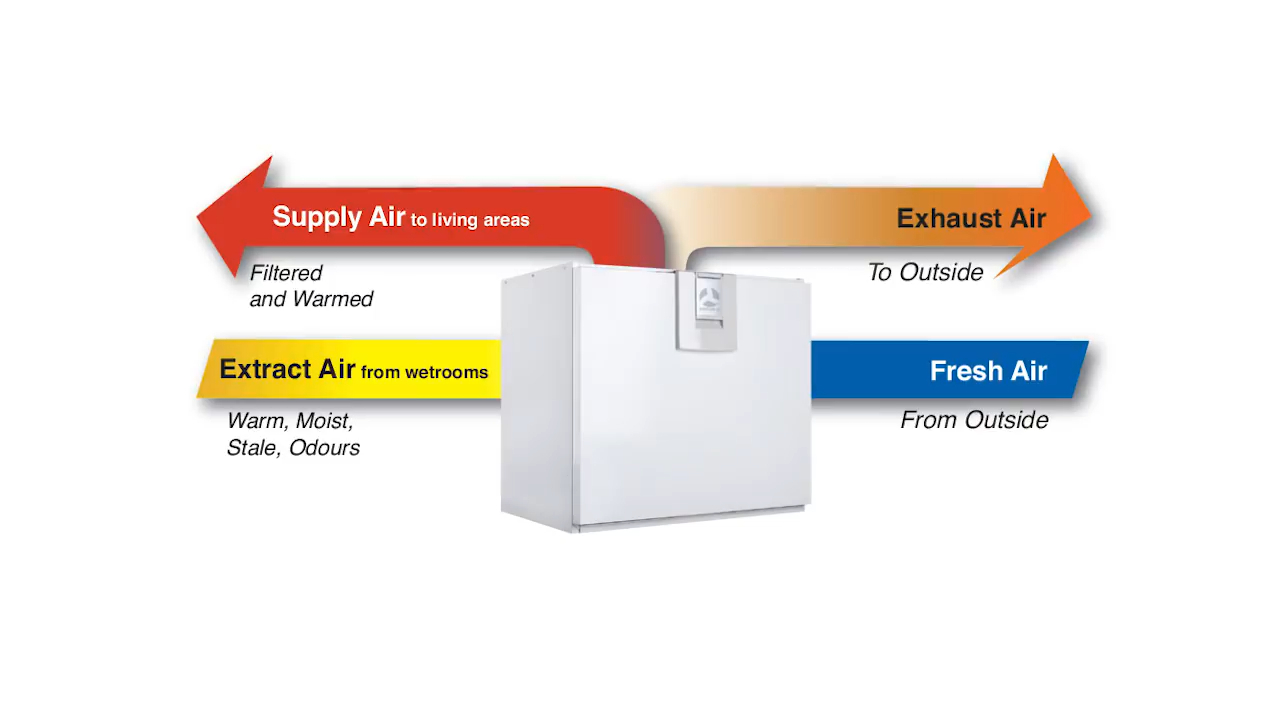 Supply Air to living areas
Filtered
and Warmed
Exhaust Air
To Outside
Extract Air from wetrooms
Warm, Moist,
Stale, Odours
Fresh Air
From Outside